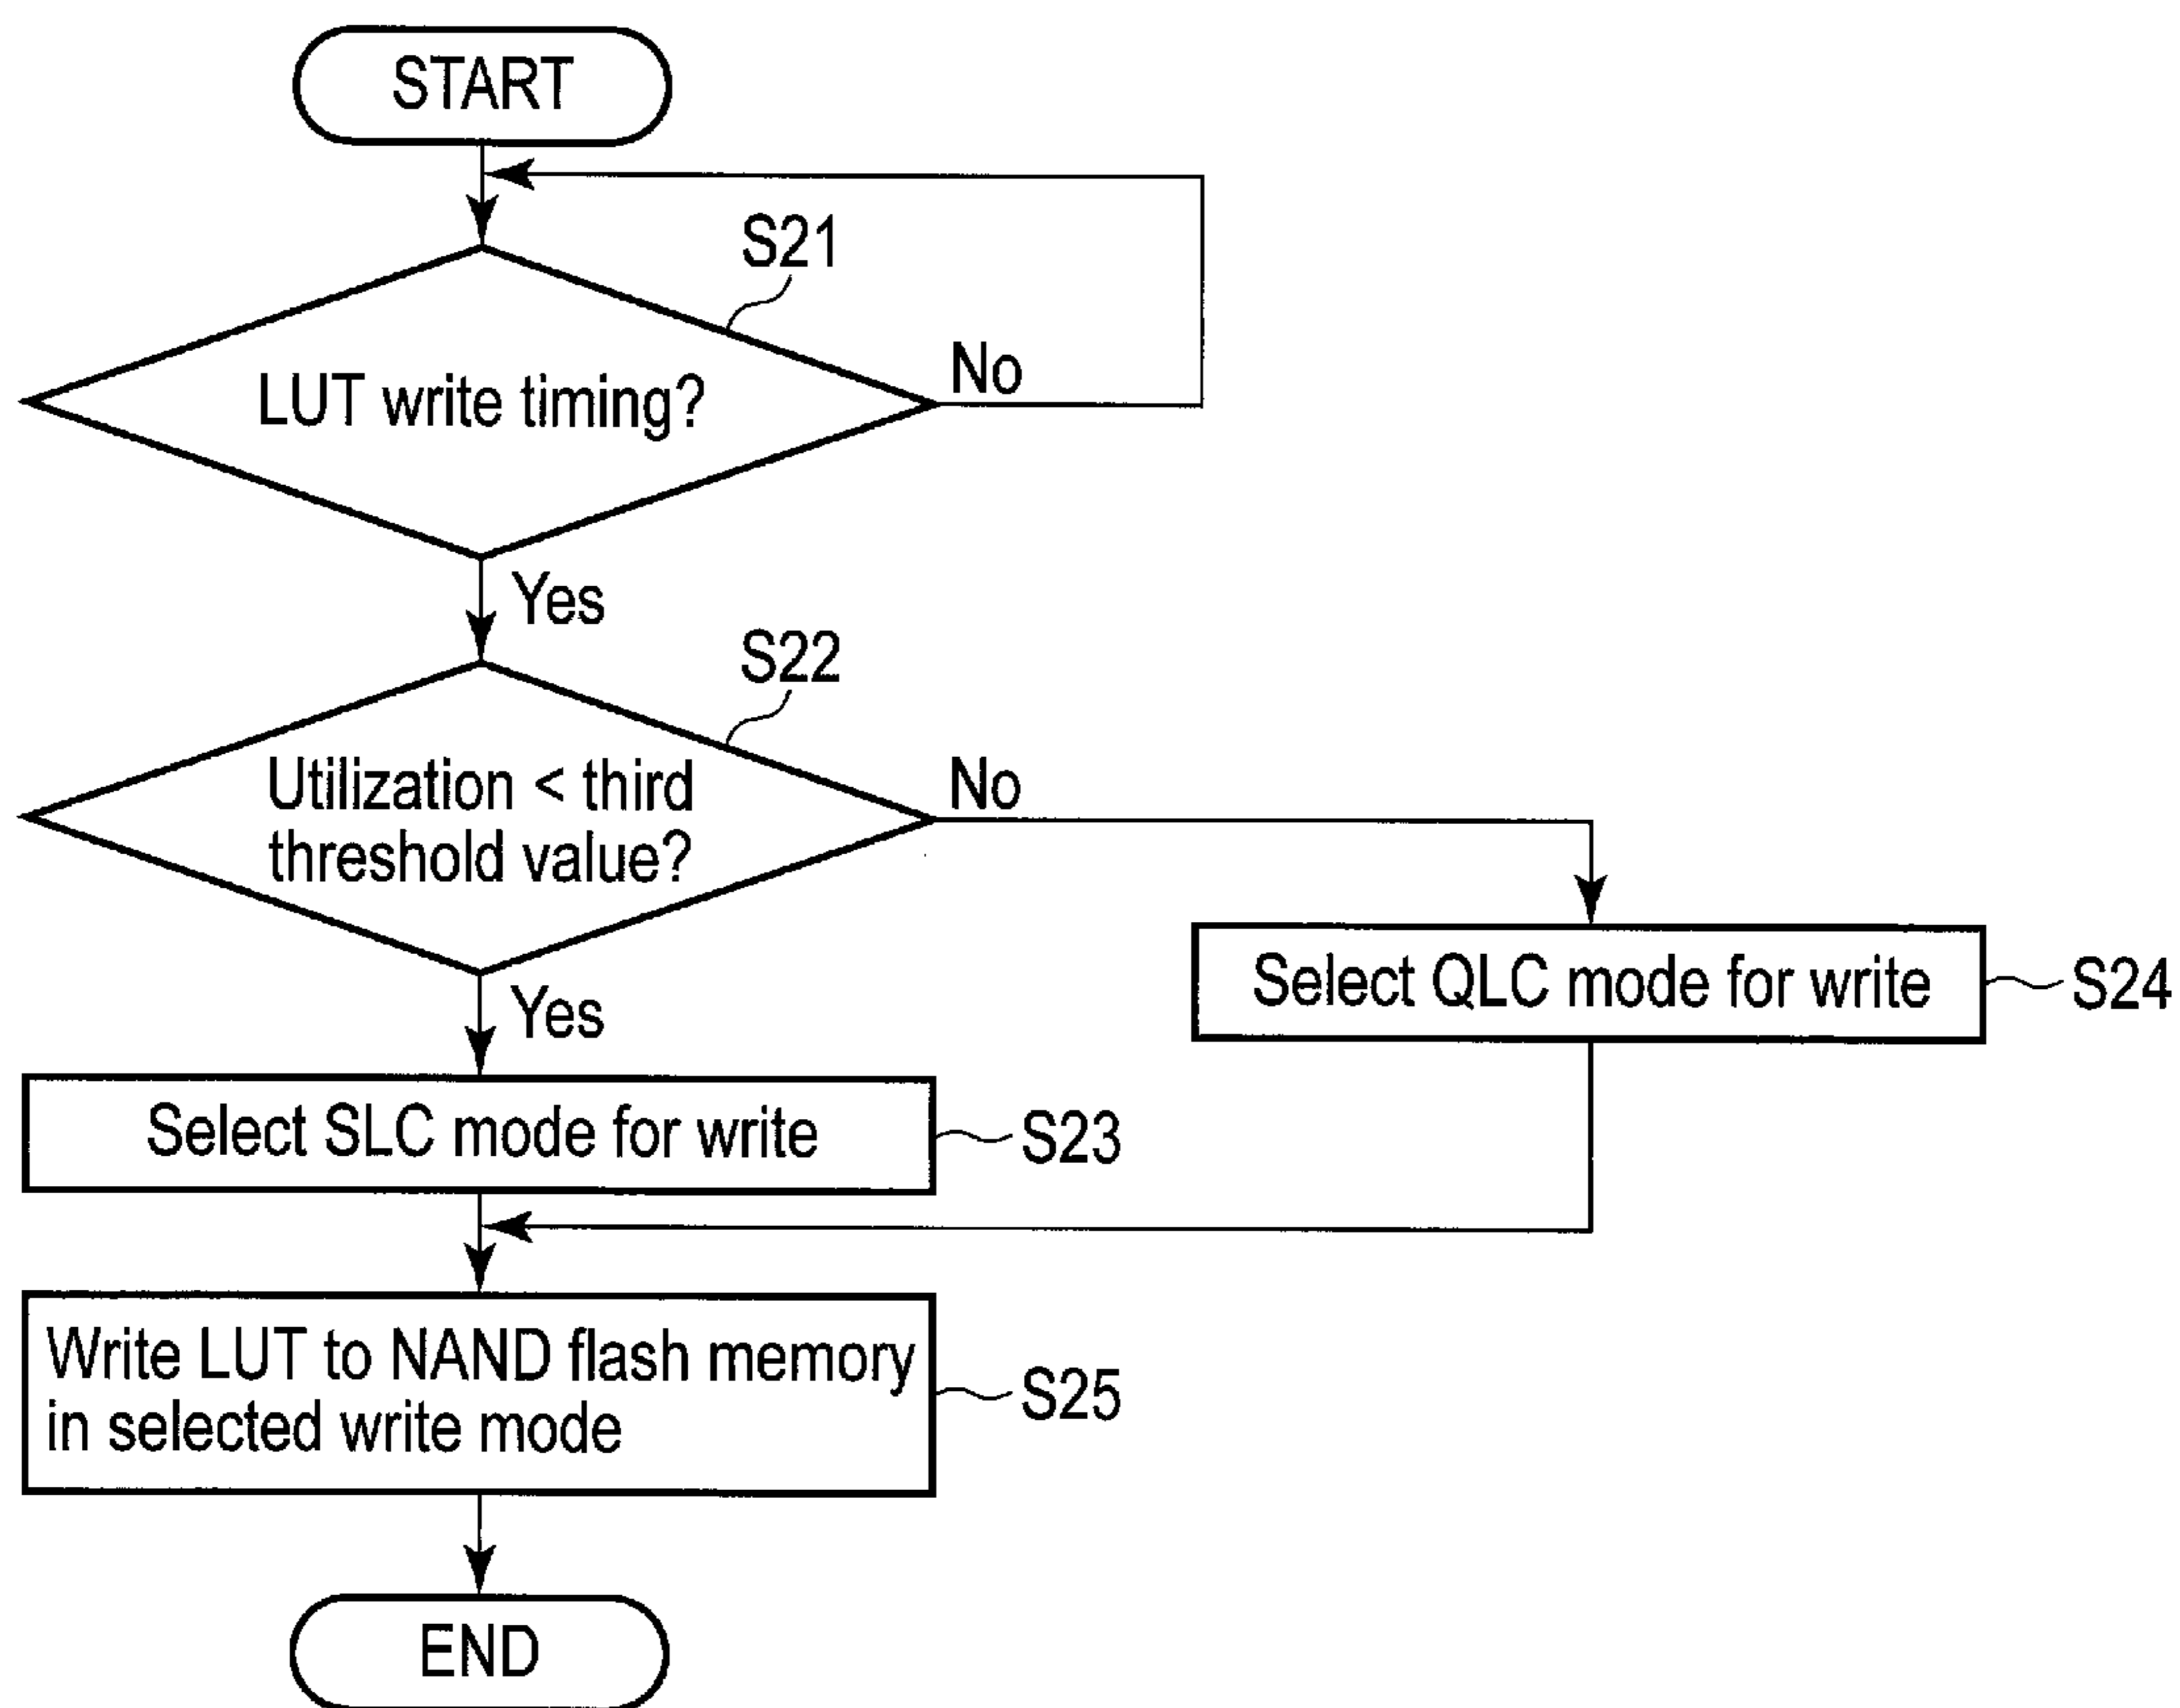 START
S21
LUT write timing?
No
Yes
S22
Utilization < third
threshold value?
No
Select QLC mode for write
S24
Yes
Select SLC mode for write
S23
Write LUT to NAND flash memory
in selected write mode
S25
END